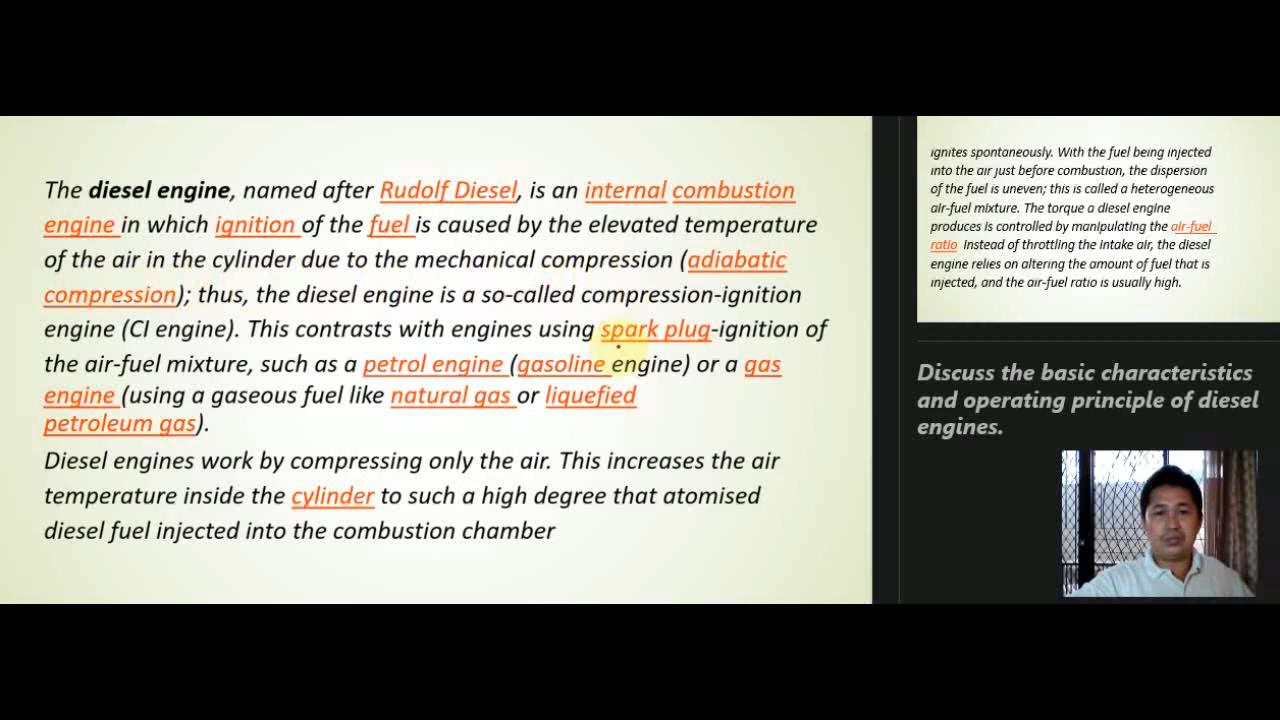 The diesel engine, named after Rudolf Diesel, is an internal combustion
engine in which ignition of the fuel is caused by the elevated temperature
of the air in the cylinder due to the mechanical compression (adiabatic
compression); thus, the diesel engine is a so-called compression-ignition
engine (CI engine). This contrasts with engines using spark plug-ignition of
the air-fuel mixture, such as a petrol engine (gasoline engine) or a gas
engine (using a gaseous fuel like natural gas or liquefied
petroleum gas).
Diesel engines work by compressing only the air. This increases the air
temperature inside the cylinder to such a high degree that atomised
diesel fuel injected into the combustion chamber
ignites spontaneously. With the fuel being injected
into the air just before combustion, the dispersion
of the fuel is uneven; this is called a heterogeneous
air-fuel mixture. The torque a diesel engine
produces is controlled by manipulating the air-fuel
ratio instead of throttling the intake air, the diesel
engine relies on altering the amount of fuel that is
injected, and the air-fuel ratio is usually high.
Discuss the basic characteristics
and operating principle of diesel
engines.